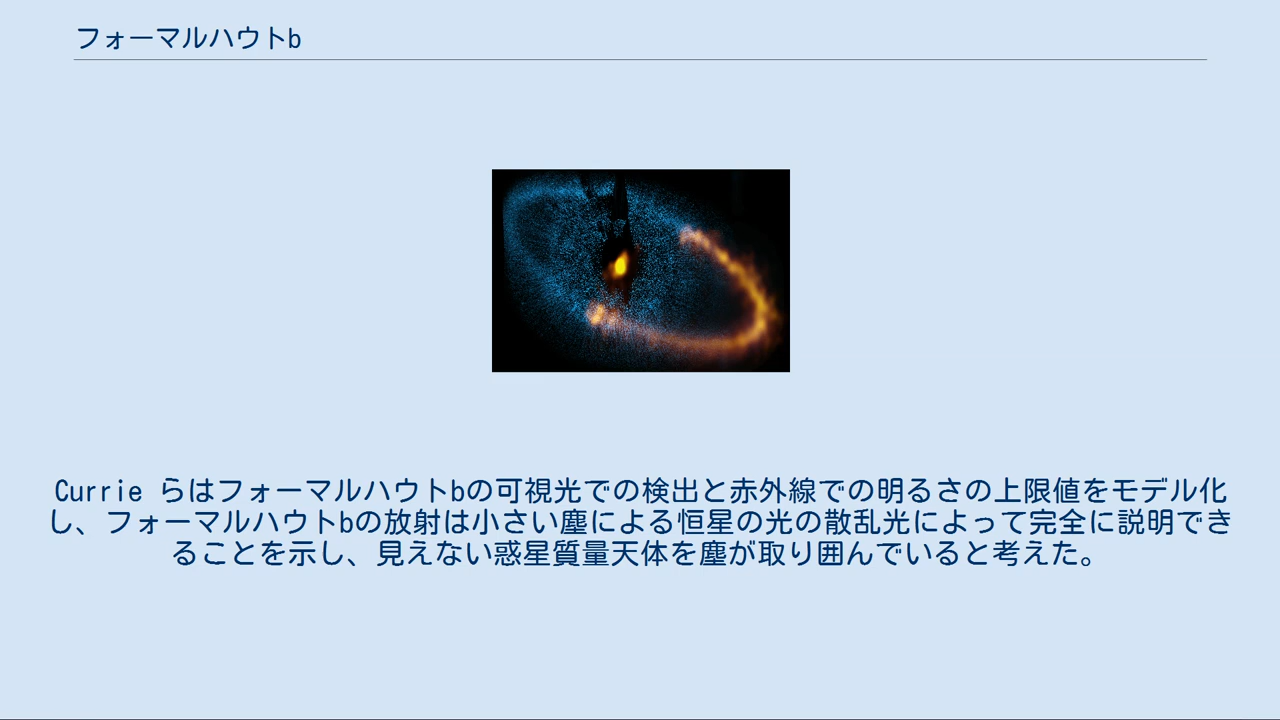 フォーマルハウトb
Currie らはフォーマルハウトbの可視光での検出と赤外線での明るさの上限値をモデル化
し、フォーマルハウトbの放射は小さい塵による恒星の光の散乱光によって完全に説明でき
ることを示し、見えない惑星質量天体を塵が取り囲んでいると考えた。